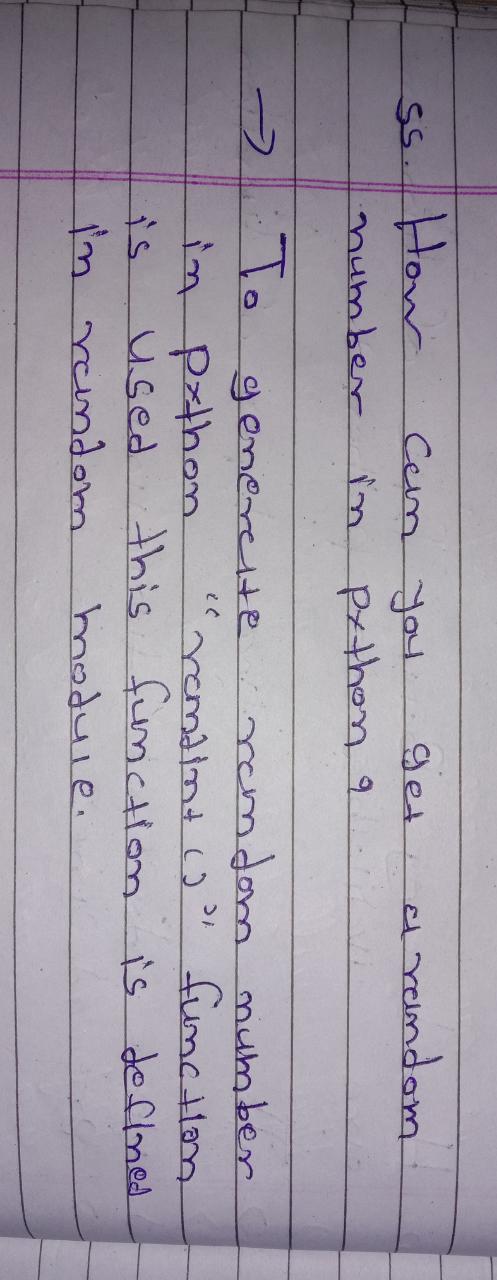 55. How can you get a random
number in python ?
→ To generate random number
in python "randint ()" function
is used this function is defined
in random module.